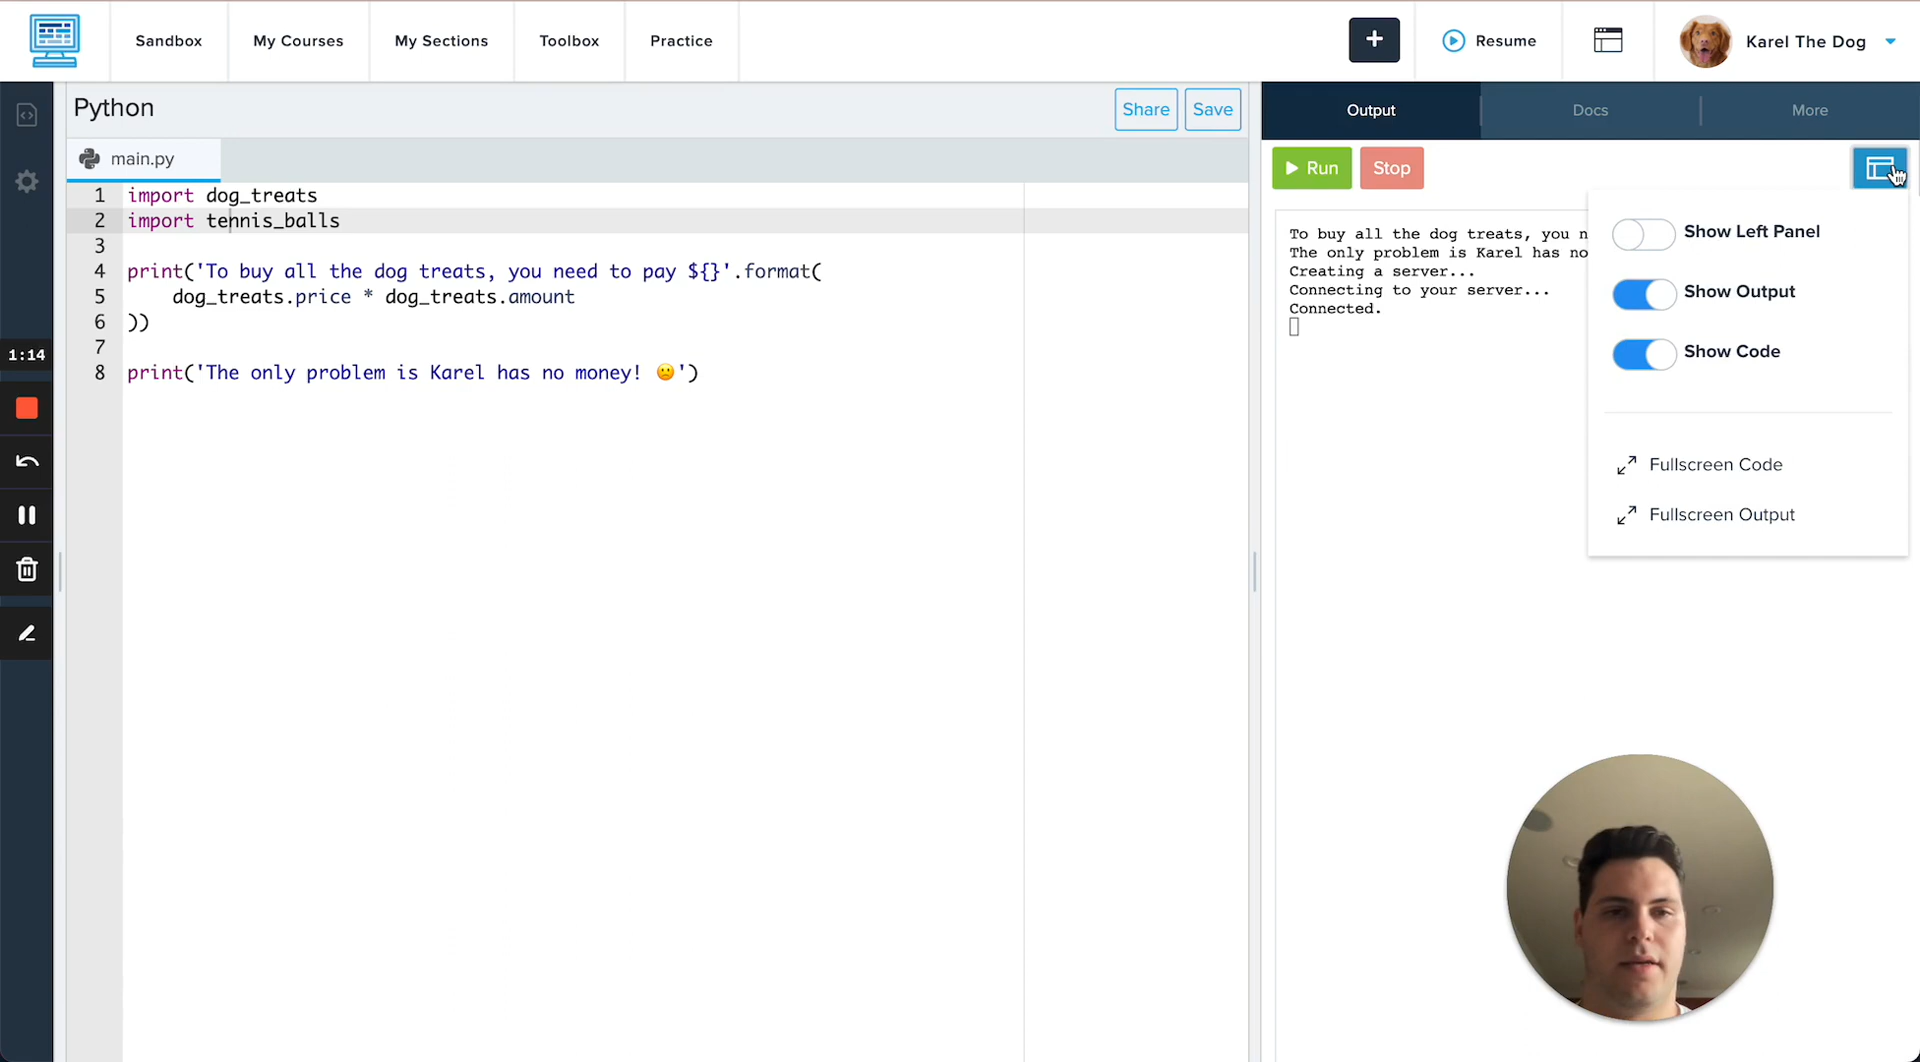 Sandbox
My Courses
My Sections
Toolbox
Practice
+
Resume
Karel The Dog
Python
Share
Save
main.py
1 import dog_treats
2 import tennis_balls
3
4 print('To buy all the dog treats, you need to pay ${}'.format(
5 dog_treats.price * dog_treats.amount
6 ))
7
8 print('The only problem is Karel has no money! 🙁')
1:14
Output
Docs
More
Run
Stop
To buy all the dog treats, you n
The only problem is Karel has no
Creating a server...
Connecting to your server...
Connected.
Show Left Panel
Show Output
Show Code
Fullscreen Code
Fullscreen Output